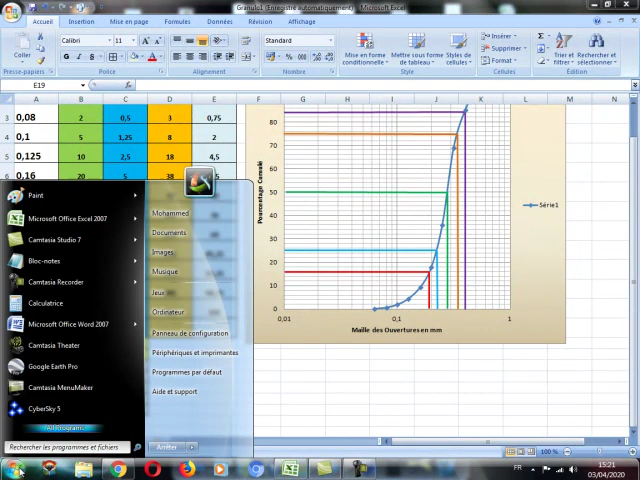 Granulo1 (Enregistré automatiquement) - Microsoft Excel
Accueil Insertion Mise en page Formules Données Révision Affichage
Coller
Calibri 11
Standard
Mise en forme conditionnelle
Mettre sous forme de tableau
Styles de cellules
Insérer
Supprimer
Format
Trier et filtrer
Rechercher et sélectionner
Presse-papiers Police Alignement Nombre Style Cellules Édition
E19 fx
A B C D E F G H I J K L M N
3 0,08 2 0,5 3 0,75
4 0,1 5 1,25 8 2
5 0,125 10 2,5 18 4,5
6 0,16 20 5 38
80
70
60
50
40
30
20
10
0
Pourcentage Cumulé
0,01 0,1 1
Maille des Ouvertures en mm
Série1
Paint
Microsoft Office Excel 2007
Camtasia Studio 7
Bloc-notes
Camtasia Recorder
Calculatrice
Microsoft Office Word 2007
Camtasia Theater
Google Earth Pro
Camtasia MenuMaker
CyberSky 5
All Programs
Rechercher les programmes et fichiers
Mohammed
Documents
Images
Musique
Jeux
Ordinateur
Panneau de configuration
Périphériques et imprimantes
Programmes par défaut
Aide et support
Arrêter
100 %
FR
15:21
03/04/2020